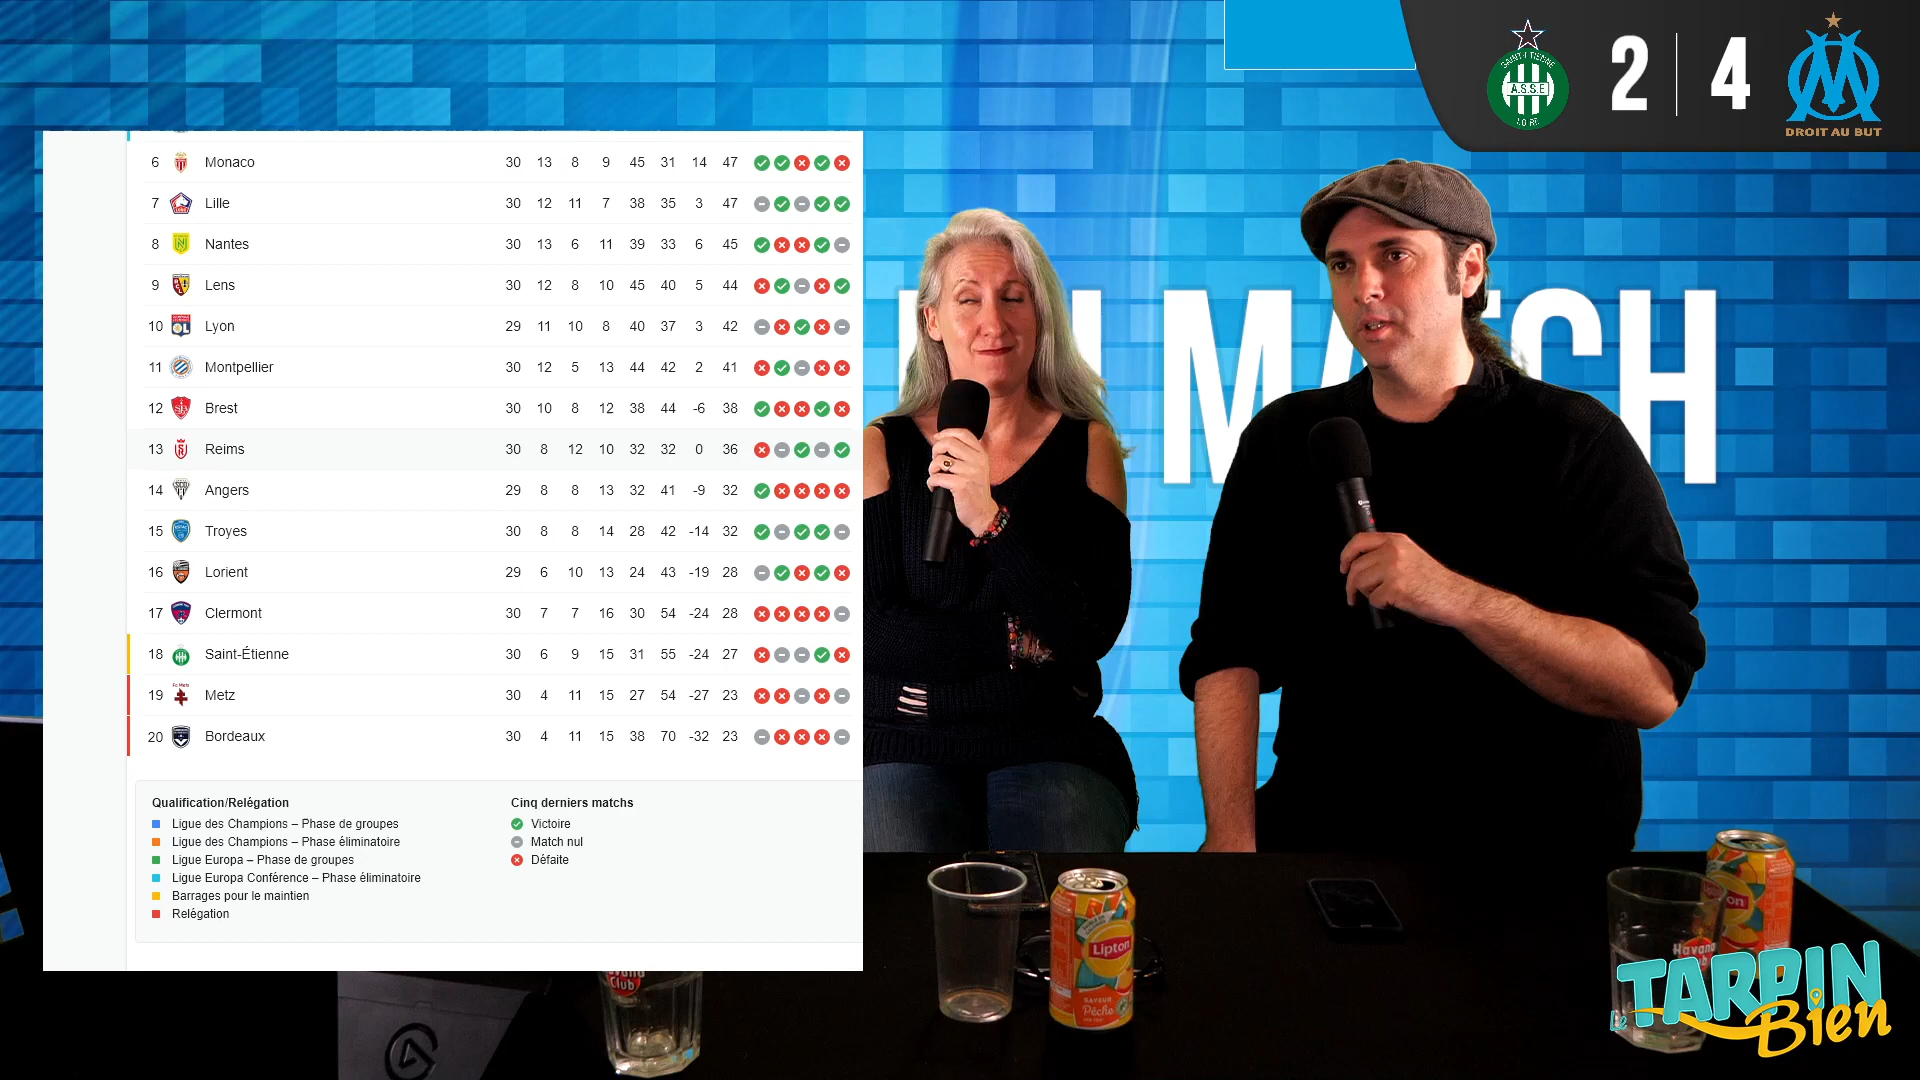 SAINT-ETIENNE
A.S.S.E
LOIRE
2 | 4
DROIT AU BUT
6 Monaco 30 13 8 9 45 31 14 47
7 Lille 30 12 11 7 38 35 3 47
8 Nantes 30 13 6 11 39 33 6 45
9 Lens 30 12 8 10 45 40 5 44
10 Lyon 29 11 10 8 40 37 3 42
11 Montpellier 30 12 5 13 44 42 2 41
12 Brest 30 10 8 12 38 44 -6 38
13 Reims 30 8 12 10 32 32 0 36
14 Angers 29 8 8 13 32 41 -9 32
15 Troyes 30 8 8 14 28 42 -14 32
16 Lorient 29 6 10 13 24 43 -19 28
17 Clermont 30 7 7 16 30 54 -24 28
18 Saint-Étienne 30 6 9 15 31 55 -24 27
19 Metz 30 4 11 15 27 54 -27 23
20 Bordeaux 30 4 11 15 38 70 -32 23
Qualification/Relégation
Ligue des Champions – Phase de groupes
Ligue des Champions – Phase éliminatoire
Ligue Europa – Phase de groupes
Ligue Europa Conférence – Phase éliminatoire
Barrages pour le maintien
Relégation
Cinq derniers matchs
Victoire
Match nul
Défaite
Club
Lipton
SAVEUR
Pêche
Havana
Le TARPIN
Bien